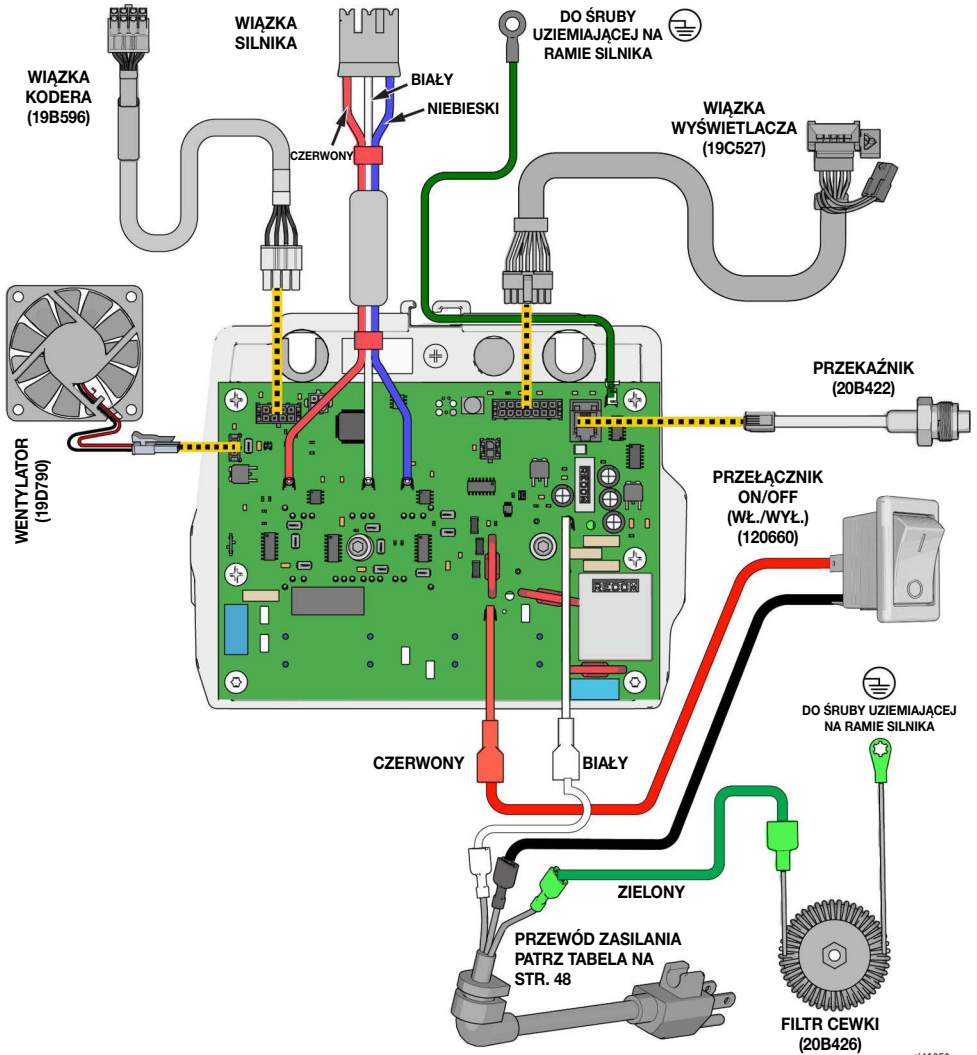 WIĄZKA
KODERA
(19B596)
WIĄZKA
SILNIKA
BIAŁY
NIEBIESKI
CZERWONY
DO ŚRUBY
UZIEMIAJĄCEJ NA
RAMIE SILNIKA
WIĄZKA
WYŚWIETLACZA
(19C527)
WENTYLATOR
(19D790)
PRZEKAŹNIK
(20B422)
PRZEŁĄCZNIK
ON/OFF
(WŁ./WYŁ.)
(120660)
RECOM
CZERWONY
BIAŁY
DO ŚRUBY UZIEMIAJĄCEJ
NA RAMIE SILNIKA
ZIELONY
PRZEWÓD ZASILANIA
PATRZ TABELA NA
STR. 48
FILTR CEWKI
(20B426)